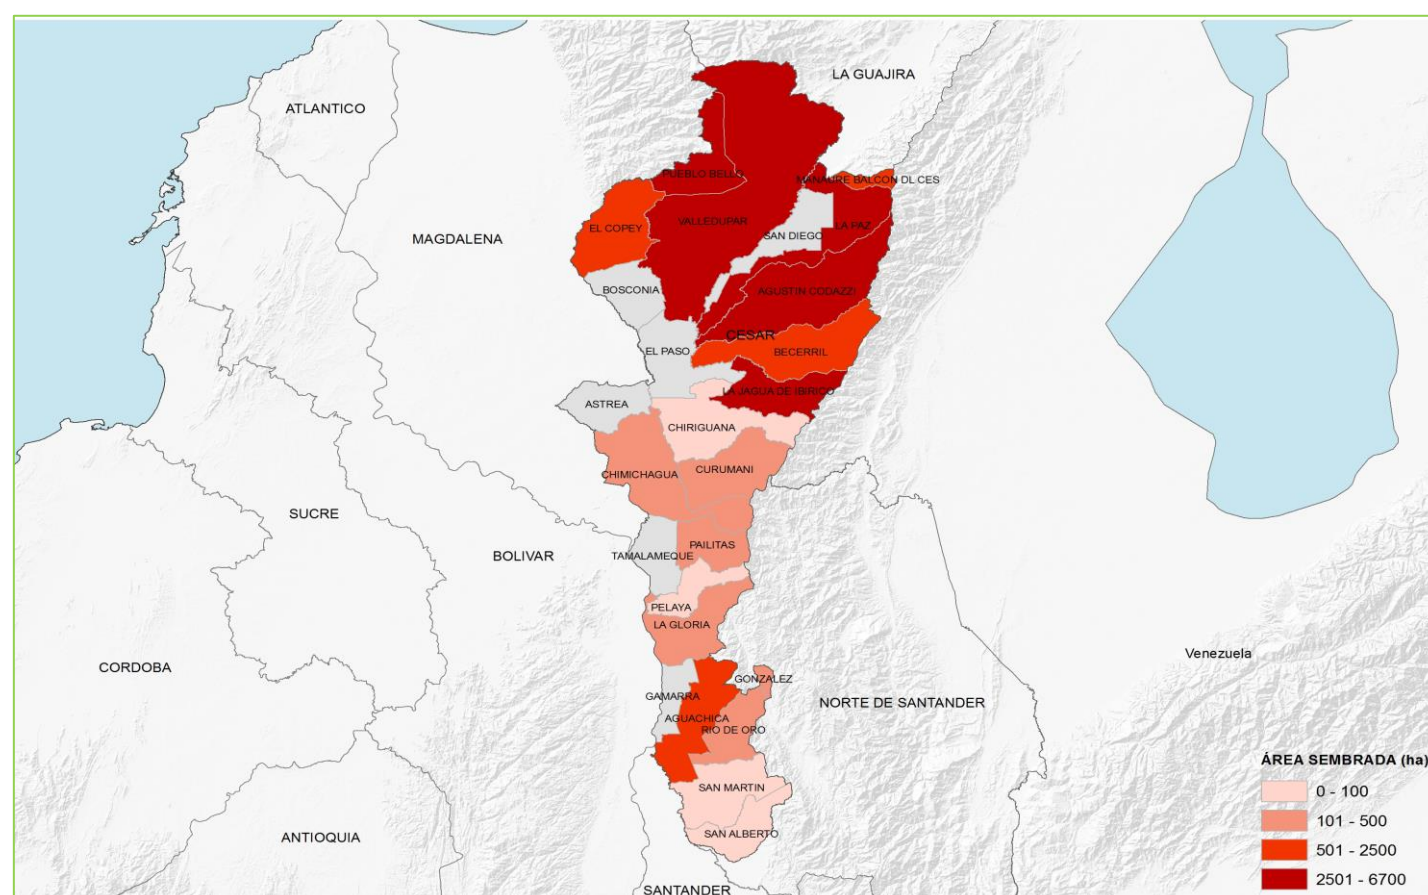 LA GUAJIRA
ATLANTICO
PUEBLO BELLO
MANAURE BALCON DL CES
EL COPEY
VALLEDUPAR
LA PAZ
SAN DIEGO
MAGDALENA
BOSCONIA
AGUSTIN CODAZZI
CESAR
EL PASO
BECERRIL
LA JAGUA DE IBIRICO
ASTREA
CHIRIGUANA
CHIMICHAGUA
CURUMANI
SUCRE
BOLIVAR
TAMALAMEQUE
PAILITAS
PELAYA
LA GLORIA
Venezuela
CORDOBA
GONZALEZ
GAMARRA
NORTE DE SANTANDER
AGUACHICA
RIO DE ORO
ÁREA SEMBRADA (ha)
SAN MARTIN
0 - 100
101 - 500
SAN ALBERTO
ANTIOQUIA
501 - 2500
2501 - 6700
SANTANDER